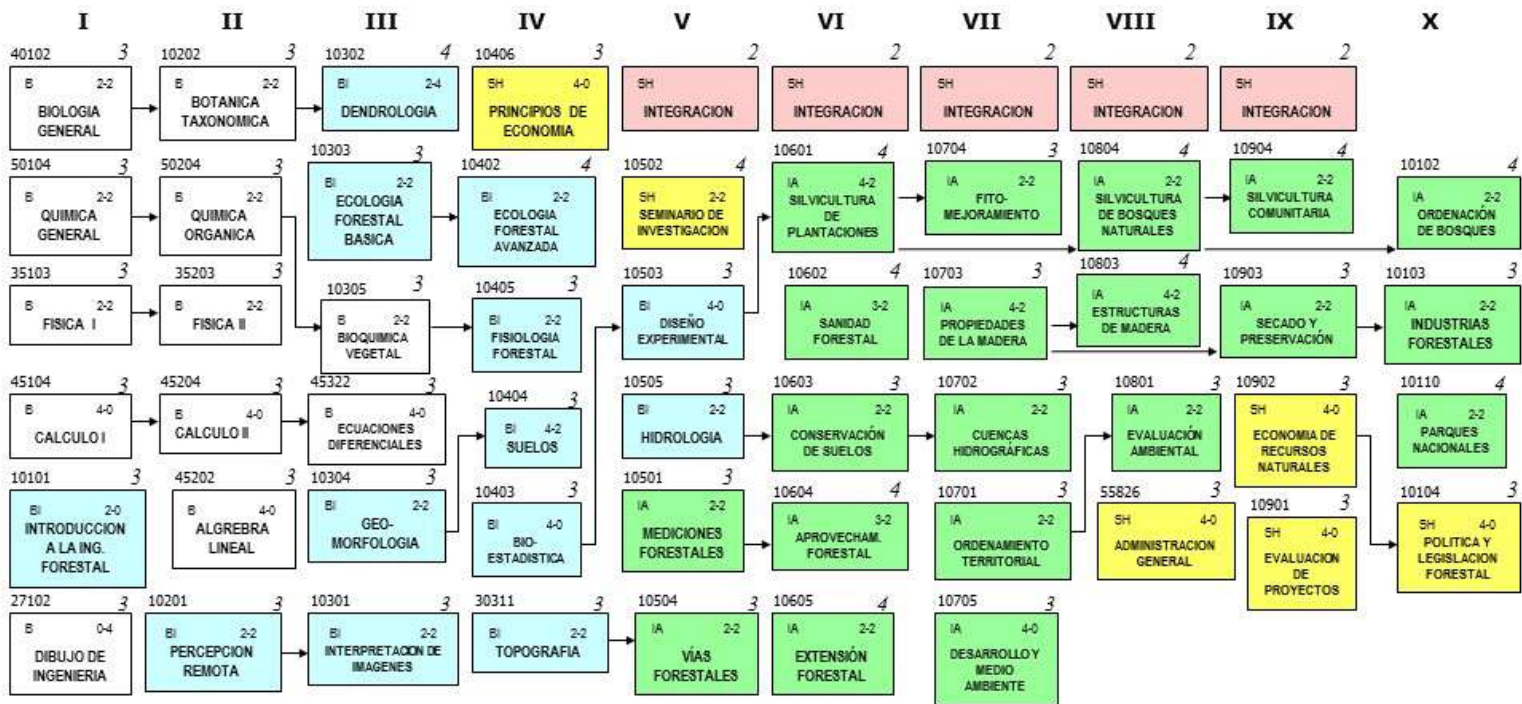 I II III IV V VI VII VIII IX X
40102 3
B 2-2
BIOLOGIA
GENERAL
10202 3
B 2-2
BOTANICA
TAXONOMICA
10302 4
BI 2-4
DENDROLOGIA
10406 3
SH 4-0
PRINCIPIOS DE
ECONOMIA
2
SH
INTEGRACION
2
SH
INTEGRACION
2
SH
INTEGRACION
2
SH
INTEGRACION
2
SH
INTEGRACION
50104 3
B 2-2
QUIMICA
GENERAL
50204 3
B 2-2
QUIMICA
ORGANICA
10303 3
BI 2-2
ECOLOGIA
FORESTAL
BASICA
10402 4
BI 2-2
ECOLOGIA
FORESTAL
AVANZADA
10502 4
SH 2-2
SEMINARIO DE
INVESTIGACION
10601 4
IA 4-2
SILVICULTURA
DE
PLANTACIONES
10704 3
IA 2-2
FITO-
MEJORAMIENTO
10804 4
IA 2-2
SILVICULTURA
DE BOSQUES
NATURALES
10904 4
IA 2-2
SILVICULTURA
COMUNITARIA
10102 4
IA 2-2
ORDENACIÓN
DE BOSQUES
35103 3
B 2-2
FISICA I
35203 3
B 2-2
FISICA II
10305 3
B 2-2
BIOQUIMICA
VEGETAL
10405 3
BI 2-2
FISIOLOGIA
FORESTAL
10503 3
BI 4-0
DISEÑO
EXPERIMENTAL
10602 4
IA 3-2
SANIDAD
FORESTAL
10703 3
IA 4-2
PROPIEDADES
DE LA MADERA
10803 4
IA 4-2
ESTRUCTURAS
DE MADERA
10903 3
IA 2-2
SECADO Y
PRESERVACIÓN
10103 3
IA 2-2
INDUSTRIAS
FORESTALES
45104 3
B 4-0
CALCULO I
45204 3
B 4-0
CALCULO II
45322 3
B 4-0
ECUACIONES
DIFERENCIALES
10404 3
BI 4-2
SUELOS
10505 3
BI 2-2
HIDROLOGIA
10603 3
IA 2-2
CONSERVACIÓN
DE SUELOS
10702 3
IA 2-2
CUENCAS
HIDROGRÁFICAS
10801 3
IA 2-2
EVALUACIÓN
AMBIENTAL
10902 3
SH 4-0
ECONOMIA DE
RECURSOS
NATURALES
10110 4
IA 2-2
PARQUES
NACIONALES
10101 3
BI 2-0
INTRODUCCION
A LA ING.
FORESTAL
45202 3
B 4-0
ALGREBRA
LINEAL
10304 3
BI 2-2
GEO-
MORFOLOGIA
10403 3
BI 4-0
BIO-
ESTADISTICA
10501 3
IA 2-2
MEDICIONES
FORESTALES
10604 4
IA 3-2
APROVECHAM.
FORESTAL
10701 3
IA 2-2
ORDENAMIENTO
TERRITORIAL
55826 3
SH 4-0
ADMINISTRACION
GENERAL
10901 3
SH 4-0
EVALUACION
DE
PROYECTOS
10104 3
SH 4-0
POLITICA Y
LEGISLACION
FORESTAL
27102 3
B 0-4
DIBUJO DE
INGENIERIA
10201 3
BI 2-2
PERCEPCION
REMOTA
10301 3
BI 2-2
INTERPRETACION DE
IMAGENES
30311 3
BI 2-2
TOPOGRAFIA
10504 3
IA 2-2
VÍAS
FORESTALES
10605 4
IA 2-2
EXTENSIÓN
FORESTAL
10705 3
IA 4-0
DESARROLLO Y
MEDIO
AMBIENTE